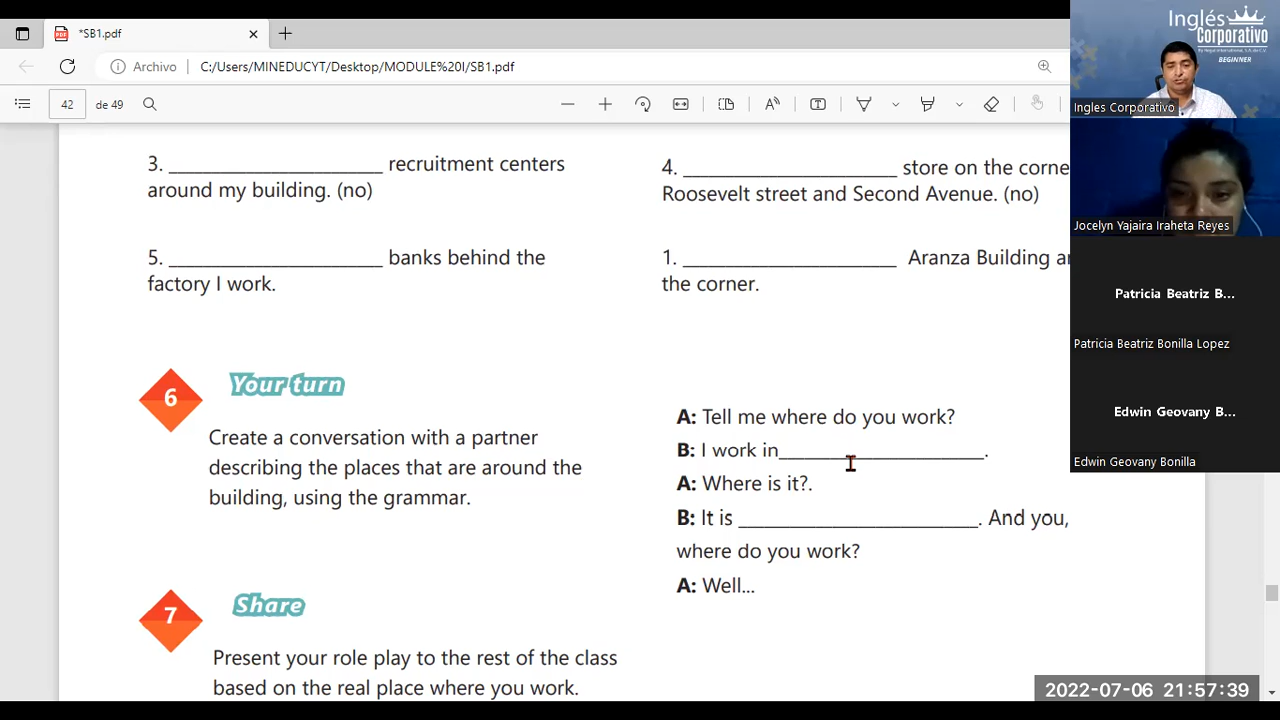 *SB1.pdf
Archivo
C:/Users/MINEDUCYT/Desktop/MODULE%20I/SB1.pdf
42 de 49
3. ____________________ recruitment centers
around my building. (no)
4. ____________________ store on the corne
Roosevelt street and Second Avenue. (no)
5. ____________________ banks behind the
factory I work.
1. ____________________ Aranza Building ar
the corner.
6
Your turn
Create a conversation with a partner
describing the places that are around the
building, using the grammar.
A: Tell me where do you work?
B: I work in____________________.
A: Where is it?.
B: It is _______________________. And you,
where do you work?
A: Well...
7
Share
Present your role play to the rest of the class
based on the real place where you work.
Inglés
Corporativo
BEGINNER
Ingles Corporativo
Jocelyn Yajaira Iraheta Reyes
Patricia Beatriz B...
Patricia Beatriz Bonilla Lopez
Edwin Geovany B...
Edwin Geovany Bonilla
2022-07-06 21:57:39